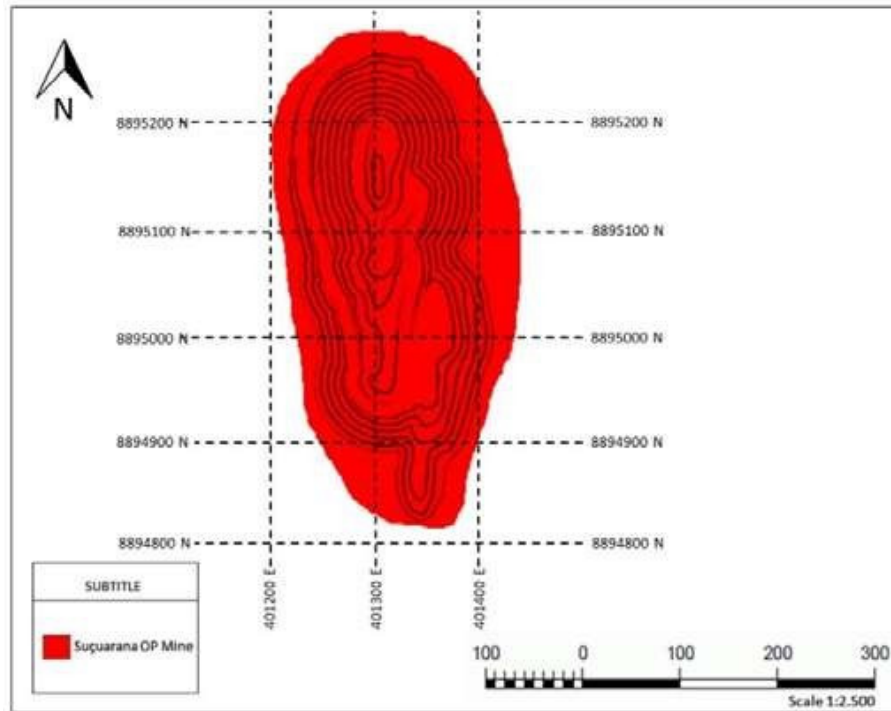 N
8895200 N
8895200 N
8895100 N
8895100 N
8895000 N
8895000 N
8894900 N
8894900 N
8894800 N
8894800 N
401200 E
401300 E
401400 E
SUBTITLE
Suçuarana OP Mine
100 0 100 200 300
Scale 1:2.500